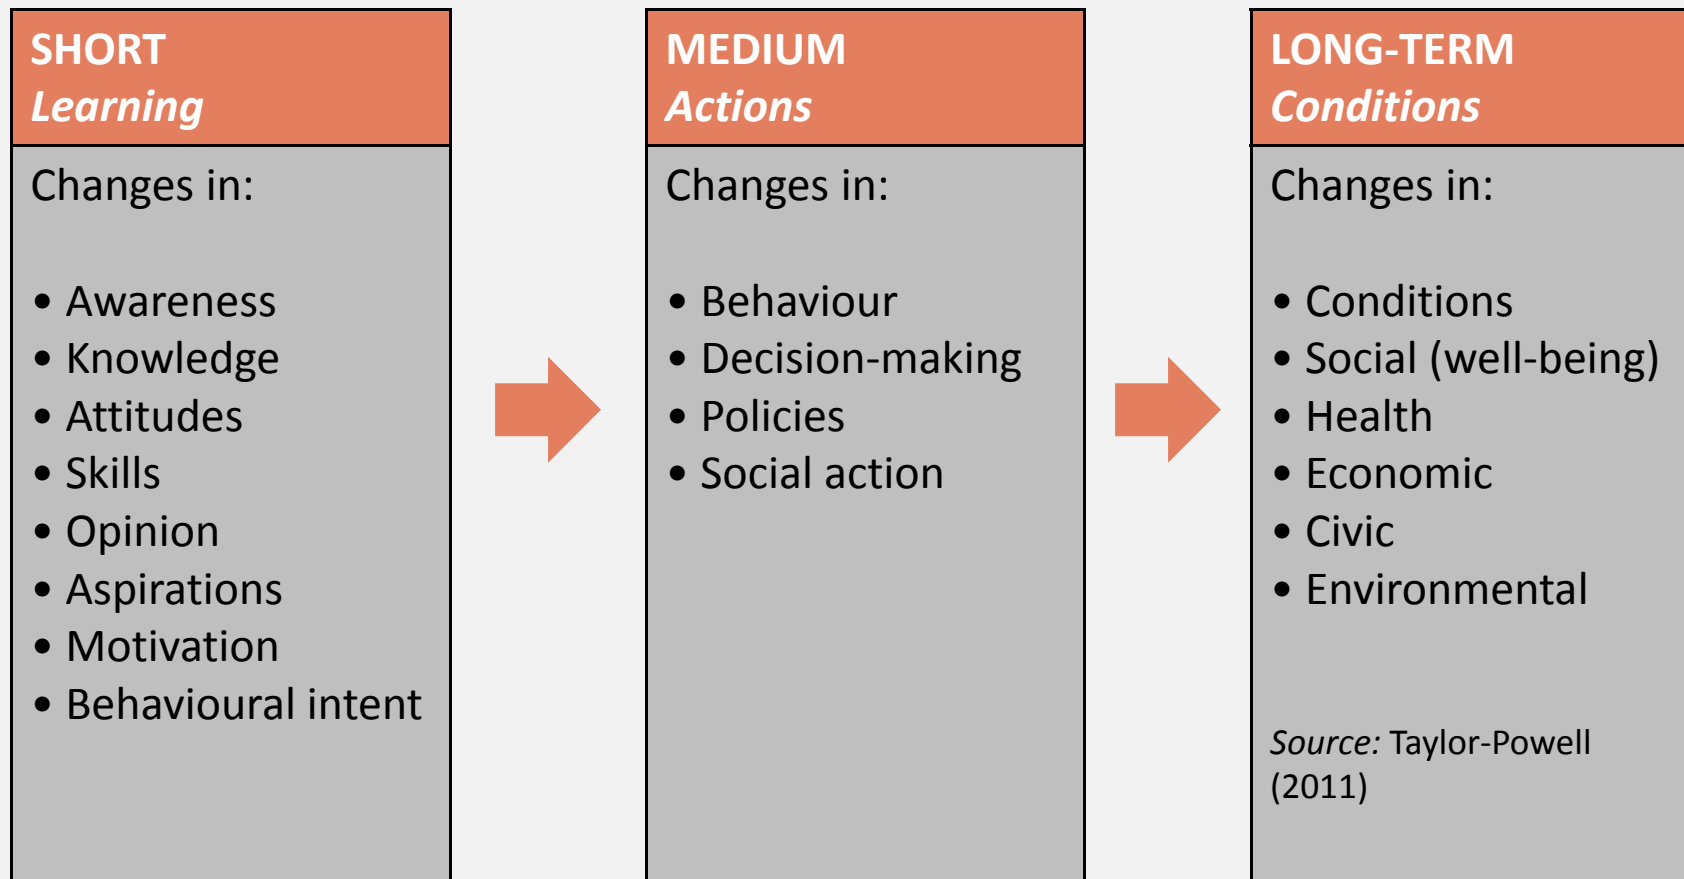 SHORT
Learning
Changes in:
• Awareness
• Knowledge
• Attitudes
• Skills
• Opinion
• Aspirations
• Motivation
• Behavioural intent
MEDIUM
Actions
Changes in:
• Behaviour
• Decision-making
• Policies
• Social action
LONG-TERM
Conditions
Changes in:
• Conditions
• Social (well-being)
• Health
• Economic
• Civic
• Environmental
Source: Taylor-Powell
(2011)